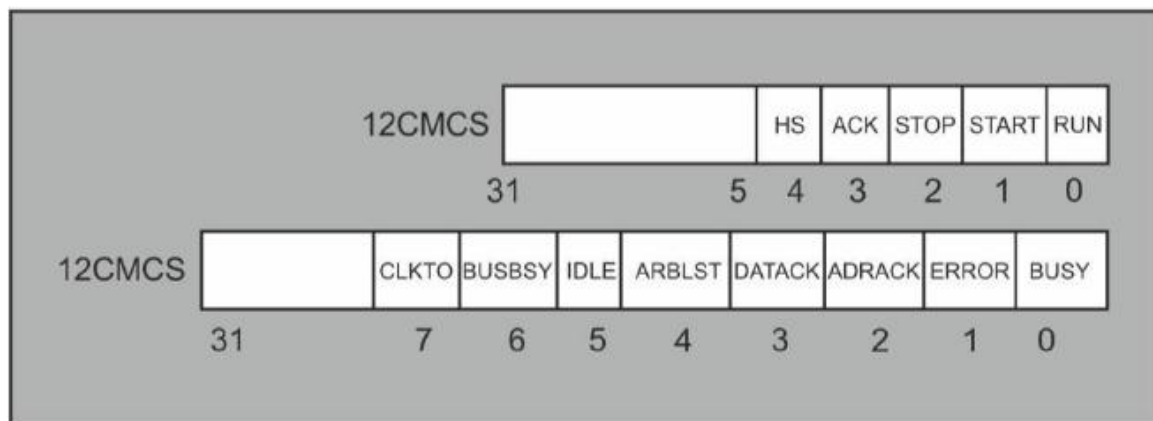 12CMCS HS ACK STOP START RUN
31 5 4 3 2 1 0
12CMCS CLKTO BUSBSY IDLE ARBLST DATACK ADRACK ERROR BUSY
31 7 6 5 4 3 2 1 0